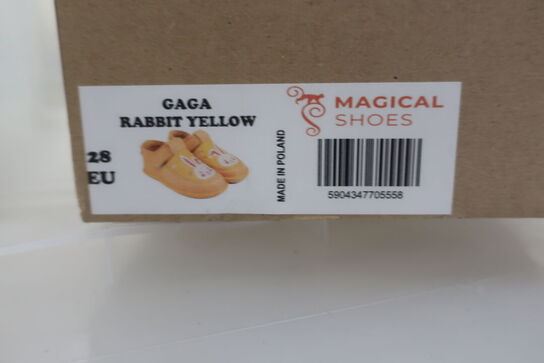 GAGA
RABBIT YELLOW
28
EU
MADE IN POLAND
MAGICAL
SHOES
5904347705558